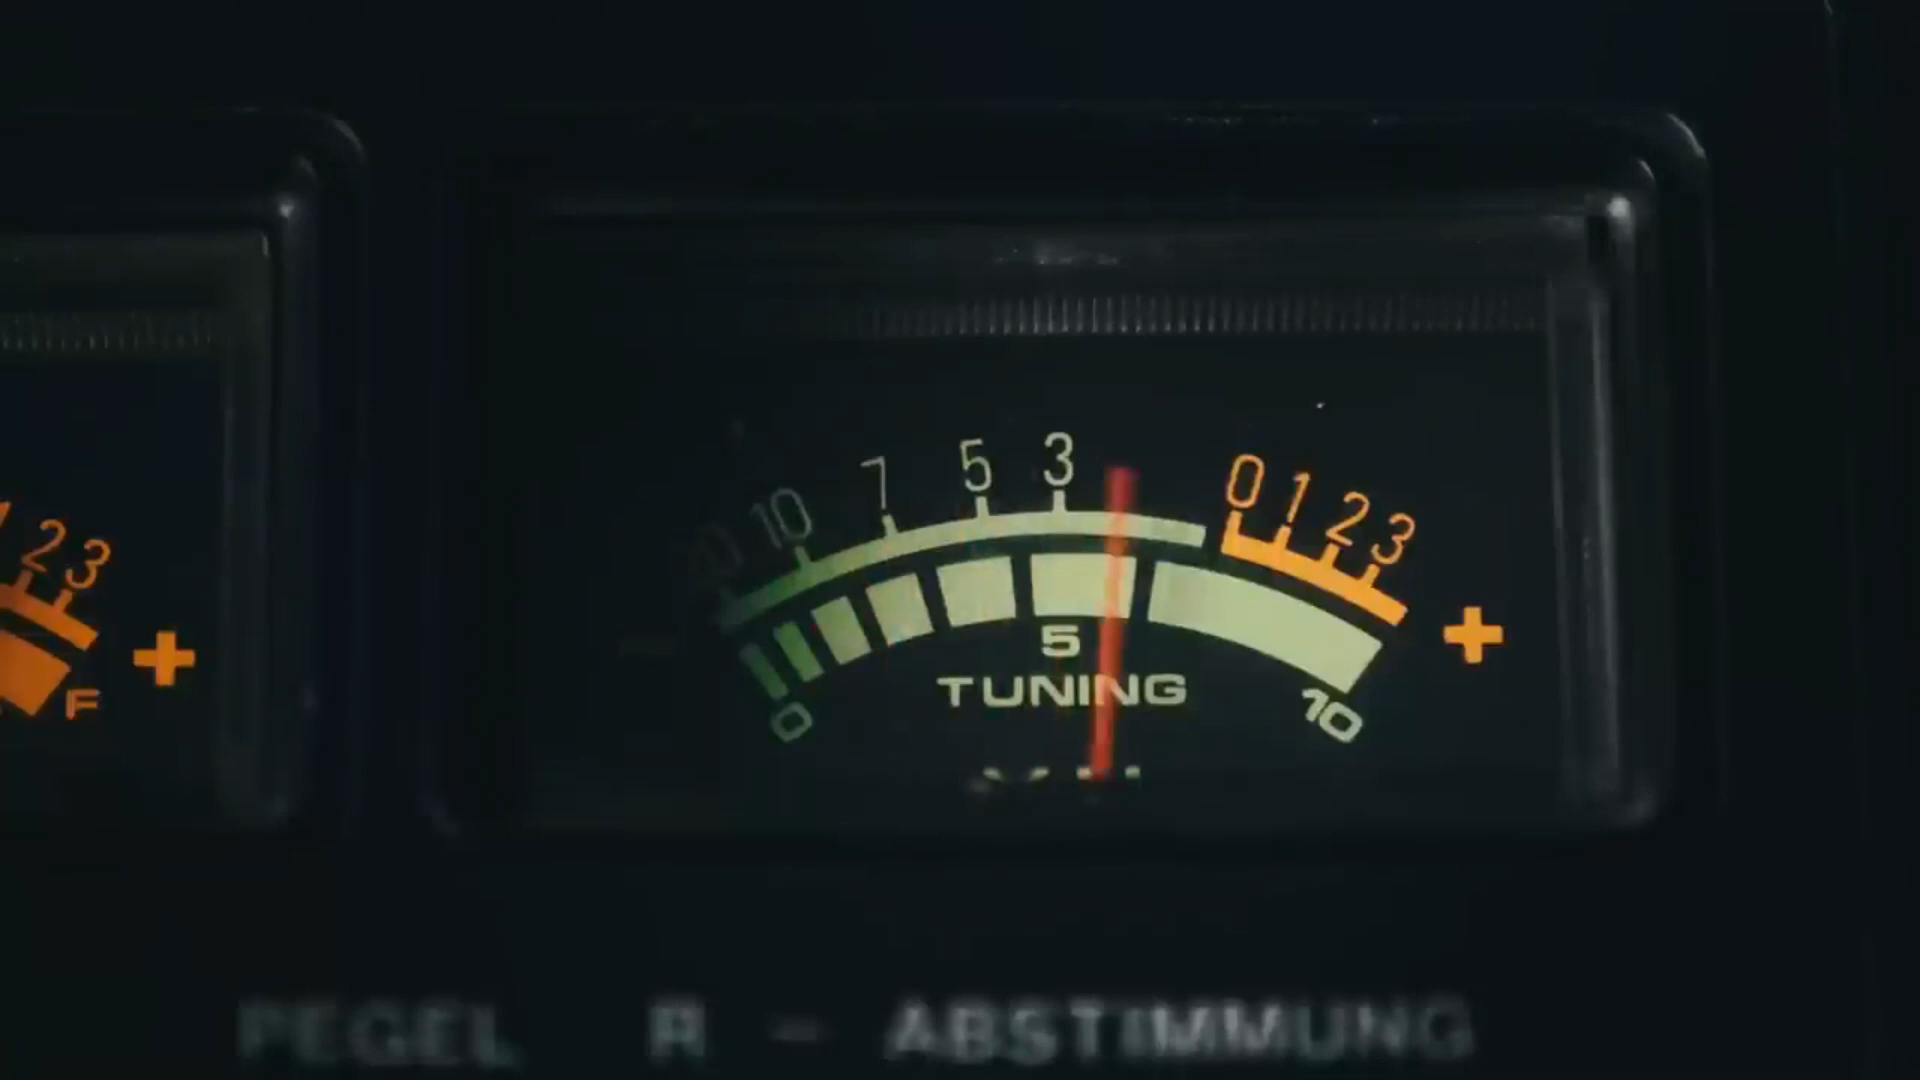 10 7 5 3 0 1 2 3
2 3
+ +
5
F TUNING
0 10
PEGEL R - ABSTIMMUNG